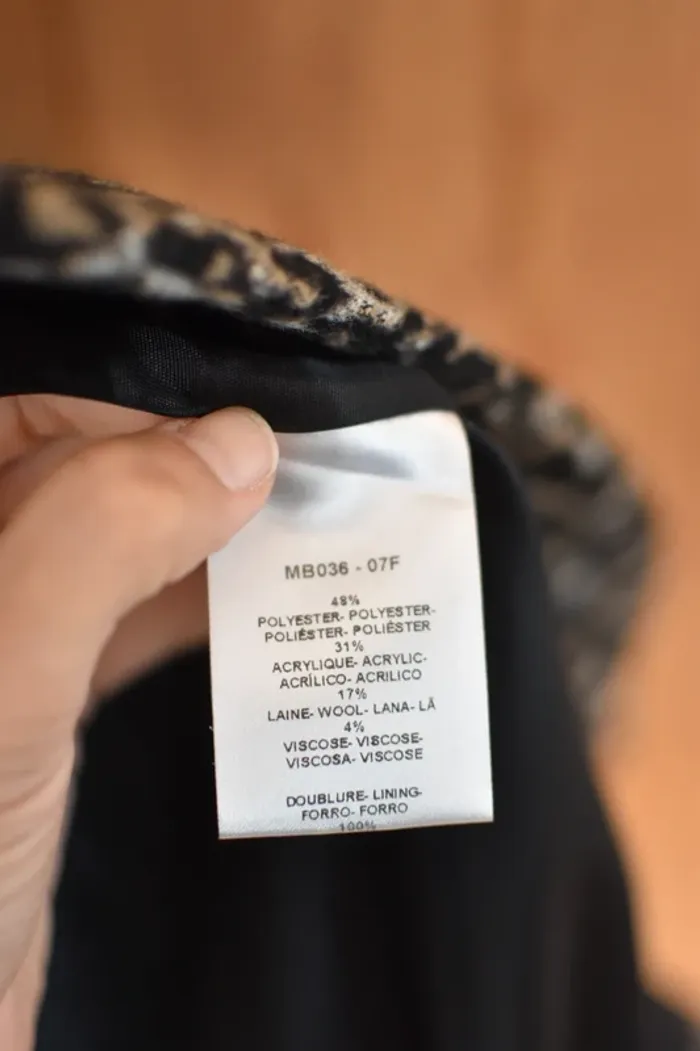 MB036 - 07F
48%
POLYESTER- POLYESTER-
POLIÉSTER- POLIÉSTER
31%
ACRYLIQUE- ACRYLIC-
ACRÍLICO- ACRILICO
17%
LAINE- WOOL- LANA- LÃ
4%
VISCOSE- VISCOSE-
VISCOSA- VISCOSE
DOUBLURE- LINING-
FORRO- FORRO
100%